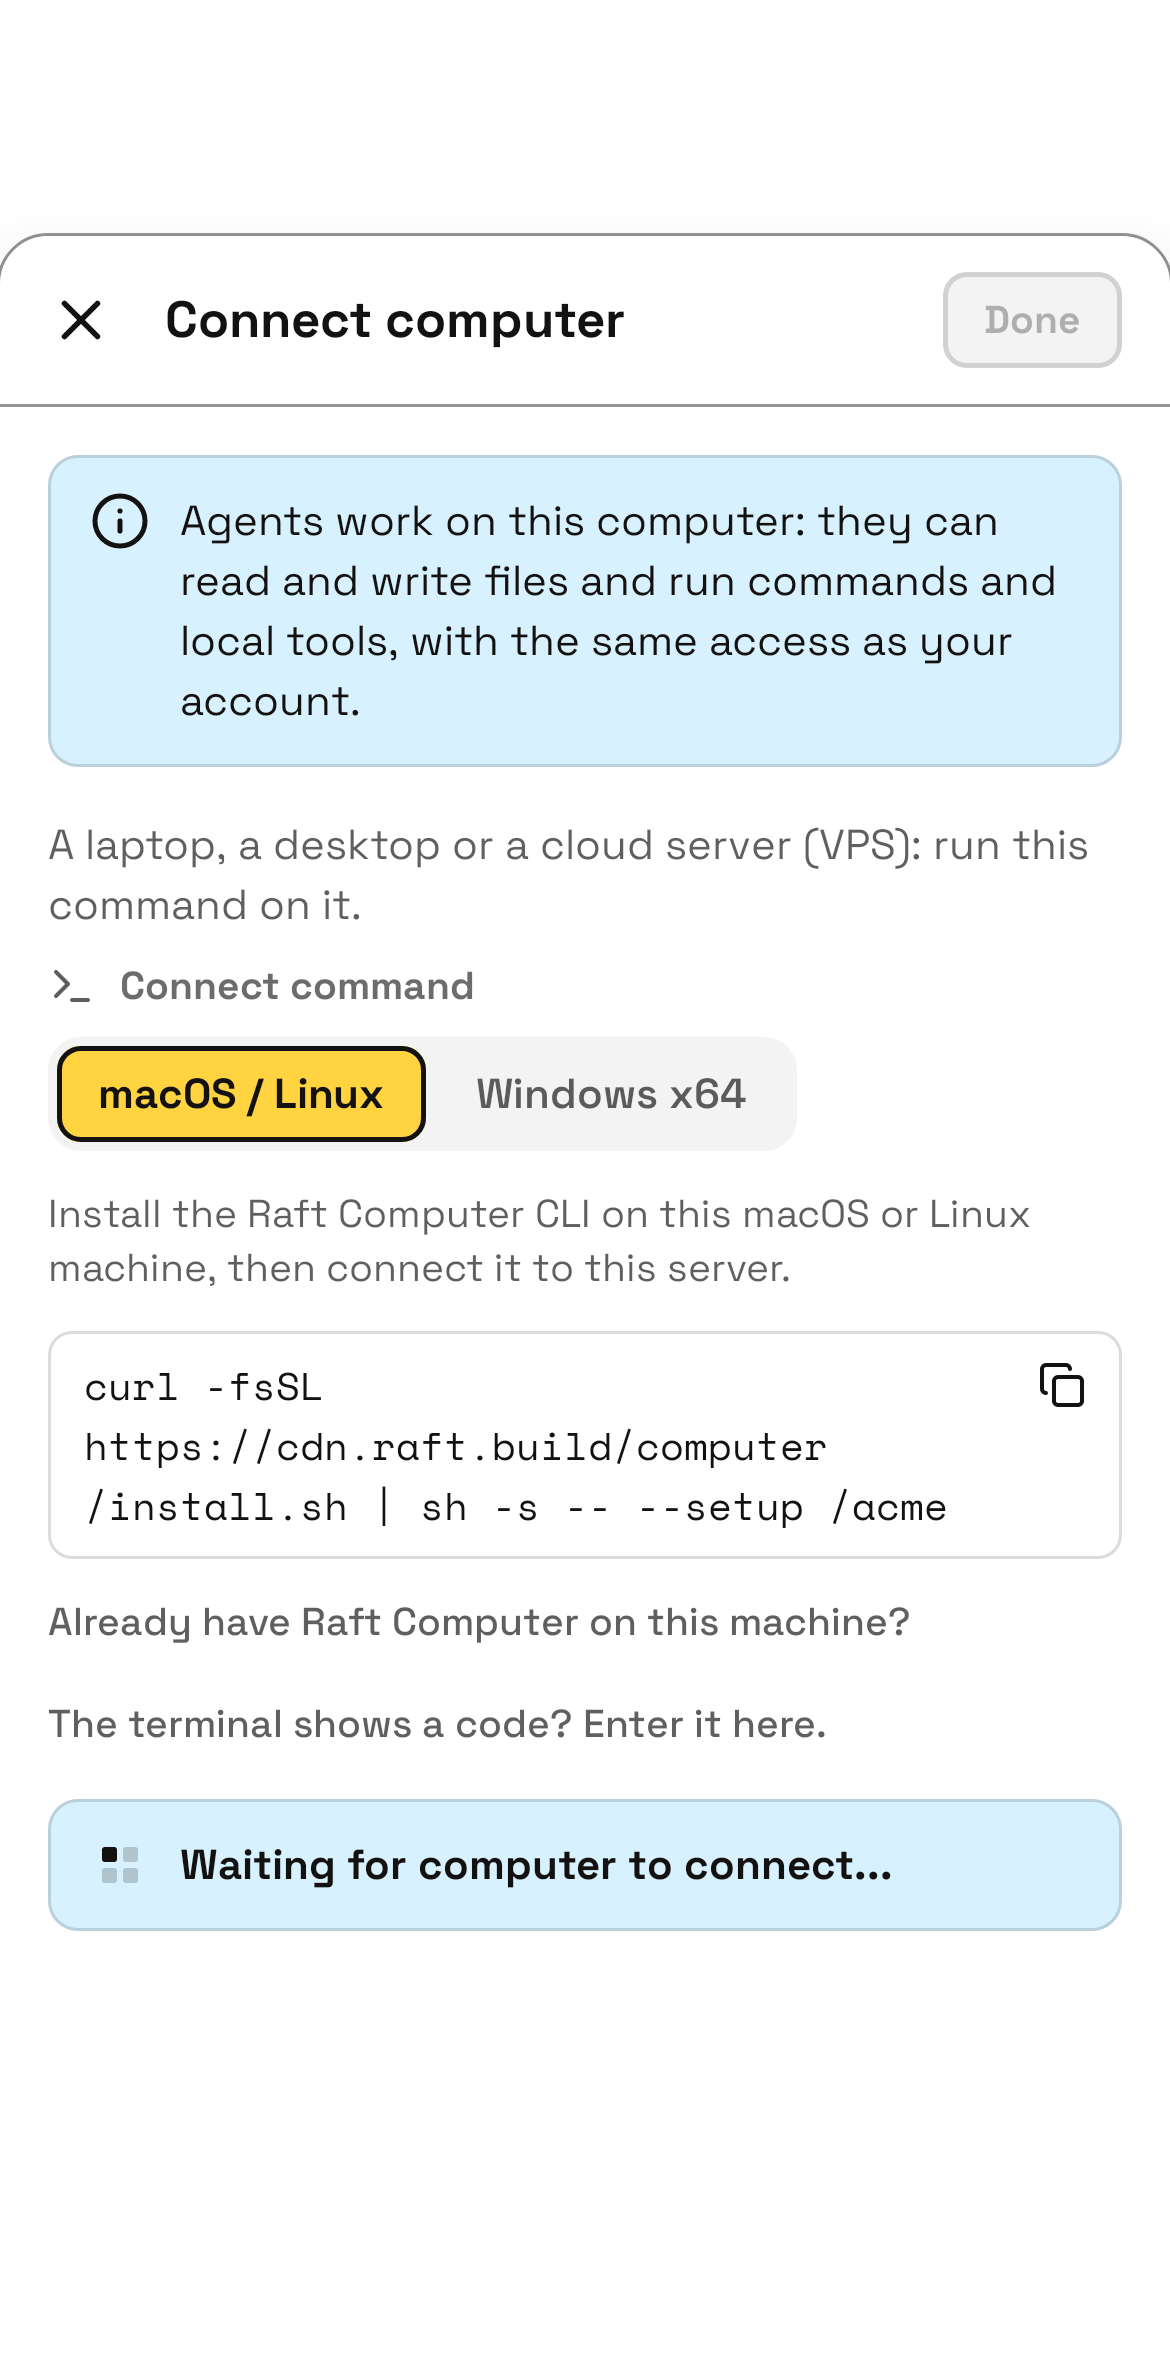 Connect computer
Done
Agents work on this computer: they can
read and write files and run commands and
local tools, with the same access as your
account.
A laptop, a desktop or a cloud server (VPS): run this
command on it.
Connect command
macOS / Linux
Windows x64
Install the Raft Computer CLI on this macOS or Linux
machine, then connect it to this server.
curl -fsSL
https://cdn.raft.build/computer
/install.sh | sh -s -- --setup /acme
Already have Raft Computer on this machine?
The terminal shows a code? Enter it here.
Waiting for computer to connect...